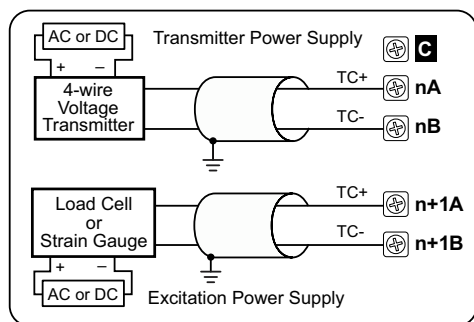 AC or DC
Transmitter Power Supply
C
+ –
4-wire
Voltage
Transmitter
TC+
nA
TC-
nB
Load Cell
or
Strain Gauge
TC+
n+1A
TC-
n+1B
+ –
AC or DC
Excitation Power Supply